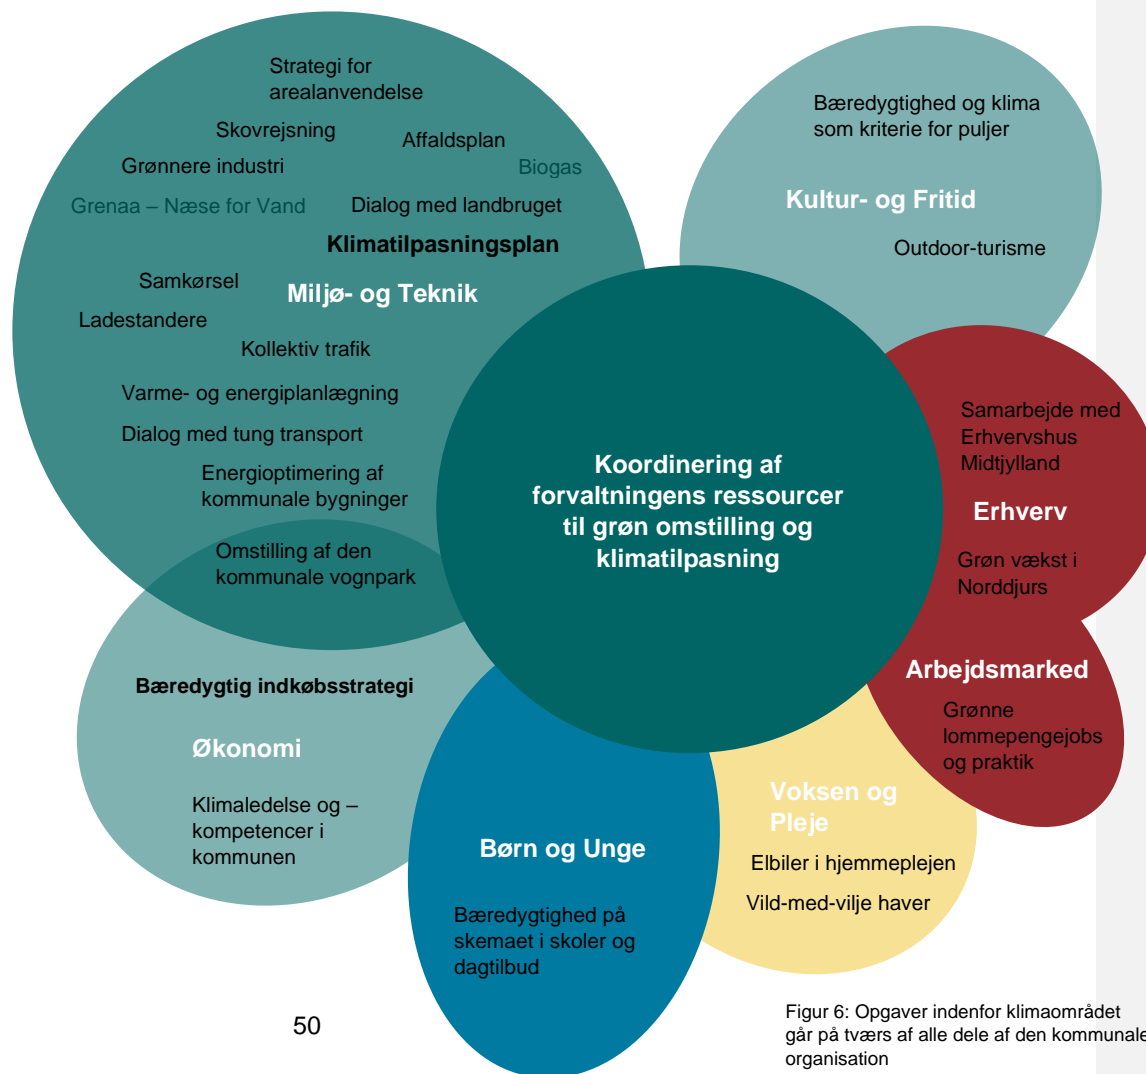 Strategi for
arealanvendelse
Skovrejsning
Affaldsplan
Grønnere industri
Biogas
Grenaa – Næse for Vand
Dialog med landbruget
Klimatilpasningsplan
Samkørsel
Miljø- og Teknik
Ladestandere
Kollektiv trafik
Varme- og energiplanlægning
Dialog med tung transport
Energioptimering af
kommunale bygninger
Omstilling af den
kommunale vognpark
Bæredygtighed og klima
som kriterie for puljer
Kultur- og Fritid
Outdoor-turisme
Koordinering af
forvaltningens ressourcer
til grøn omstilling og
klimatilpasning
Samarbejde med
Erhvervshus
Midtjylland
Erhverv
Grøn vækst i
Norddjurs
Arbejdsmarked
Grønne
lommepengejobs
og praktik
Bæredygtig indkøbsstrategi
Økonomi
Klimaledelse og –
kompetencer i
kommunen
Børn og Unge
Bæredygtighed på
skemaet i skoler og
dagtilbud
Voksen og
Pleje
Elbiler i hjemmeplejen
Vild-med-vilje haver
50
Figur 6: Opgaver indenfor klimaområdet
går på tværs af alle dele af den kommunale
organisation